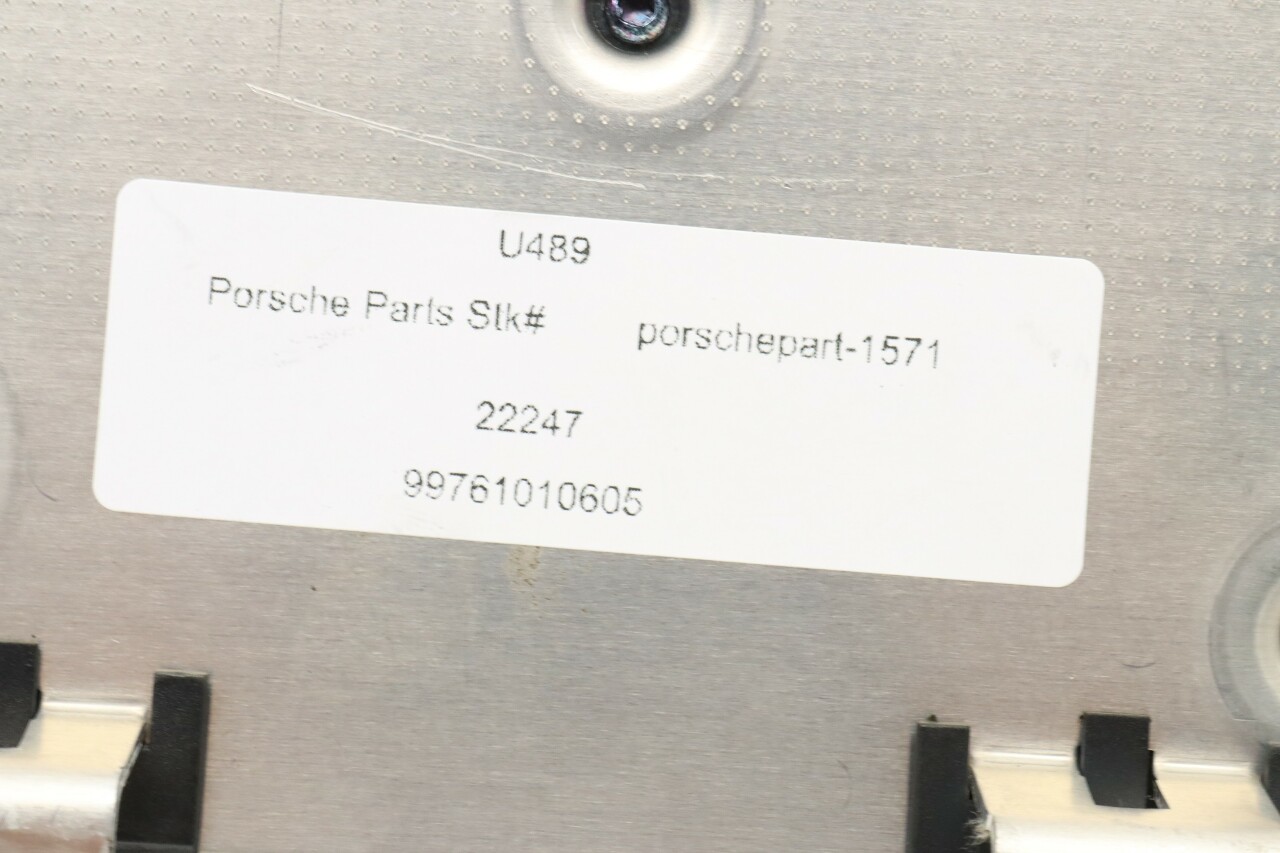 U489
Porsche Parts Stk# porschepart-1571
22247
99761010605